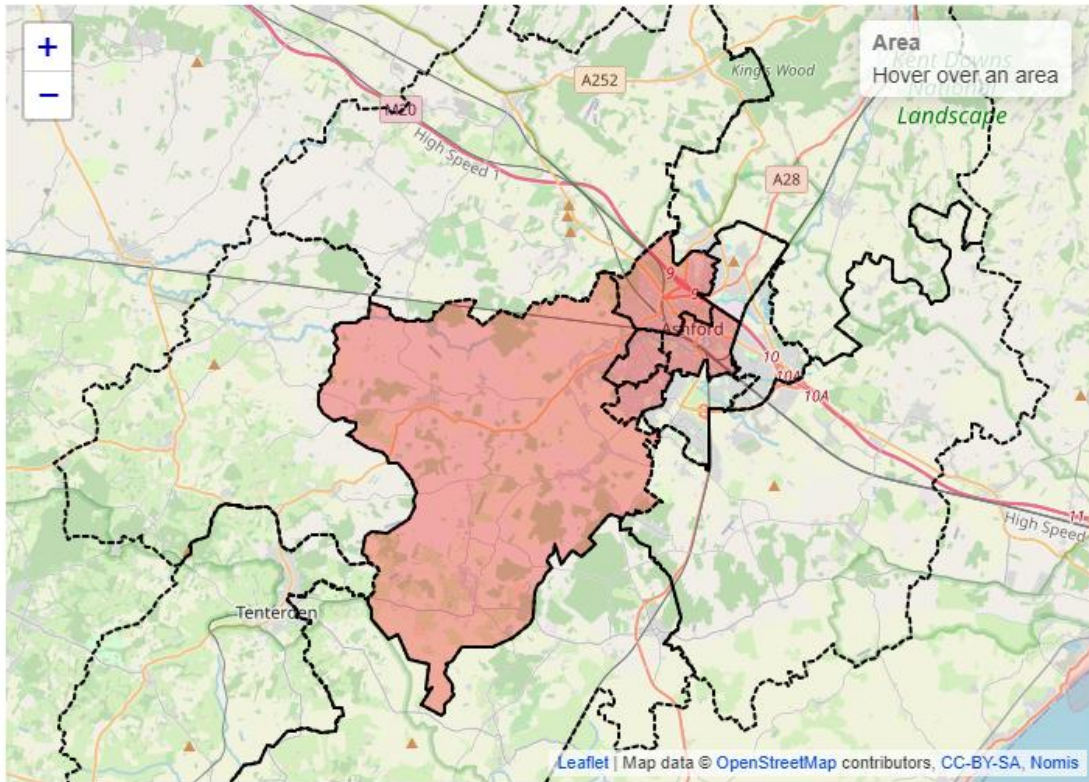 +
−
Area
Hover over an area
Kent Downs
National
Landscape
King's Wood
A252
M20
High Speed 1
A28
9
9
Ashford
10
10A
10A
11
High Speed
Tenterden
Leaflet | Map data © OpenStreetMap contributors, CC-BY-SA, Nomis